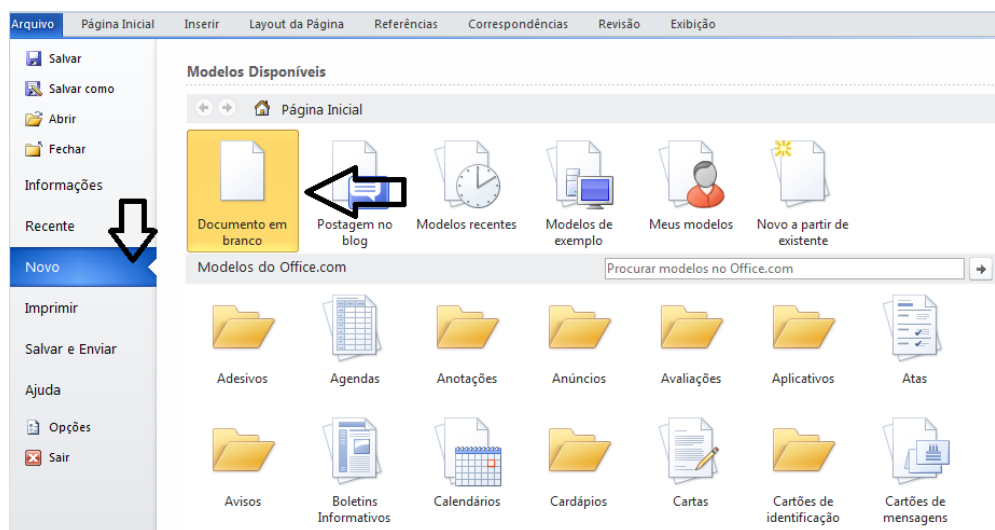 Arquivo Página Inicial Inserir Layout da Página Referências Correspondências Revisão Exibição
Salvar
Salvar como
Abrir
Fechar
Informações
Recente
Novo
Imprimir
Salvar e Enviar
Ajuda
Opções
Sair
Modelos Disponíveis
Página Inicial
Documento em
branco
Postagem no
blog
Modelos recentes
Modelos de
exemplo
Meus modelos
Novo a partir de
existente
Modelos do Office.com
Procurar modelos no Office.com
Adesivos
Agendas
Anotações
Anúncios
Avaliações
Aplicativos
Atas
Avisos
Boletins
Informativos
Calendários
Cardápios
Cartas
Cartões de
identificação
Cartões de
mensagens